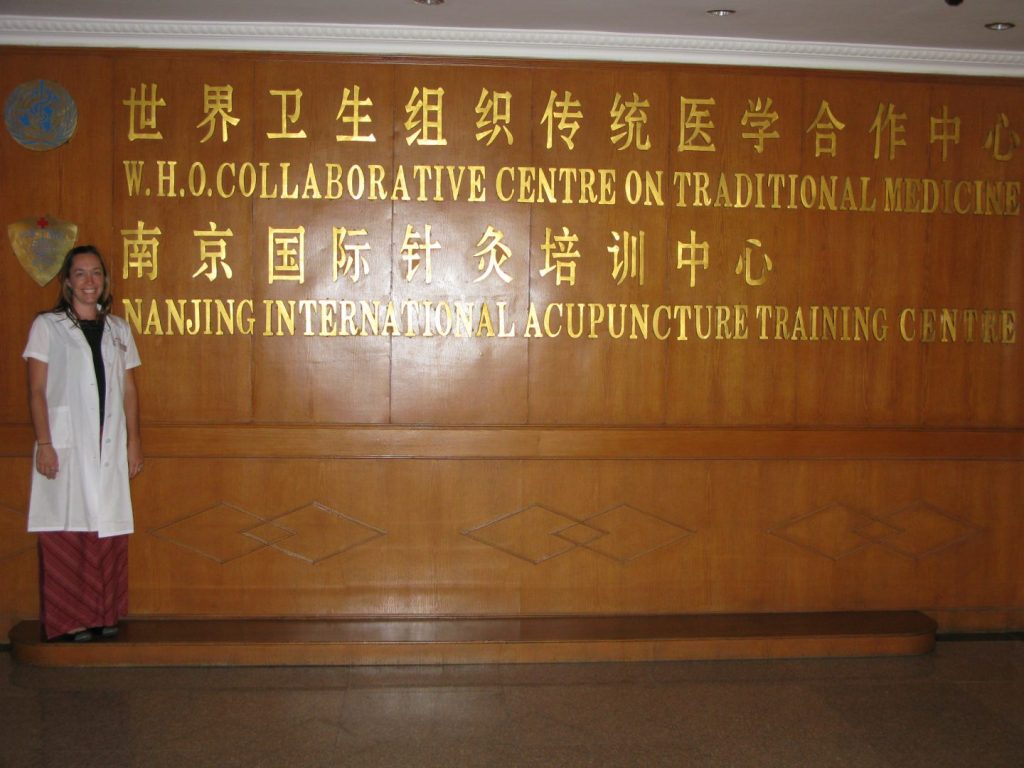 世界卫生组织传统医学合作中心
W.H.O.COLLABORATIVE CENTRE ON TRADITIONAL MEDICINE
南京国际针灸培训中心
NANJING INTERNATIONAL ACUPUNCTURE TRAINING CENTRE